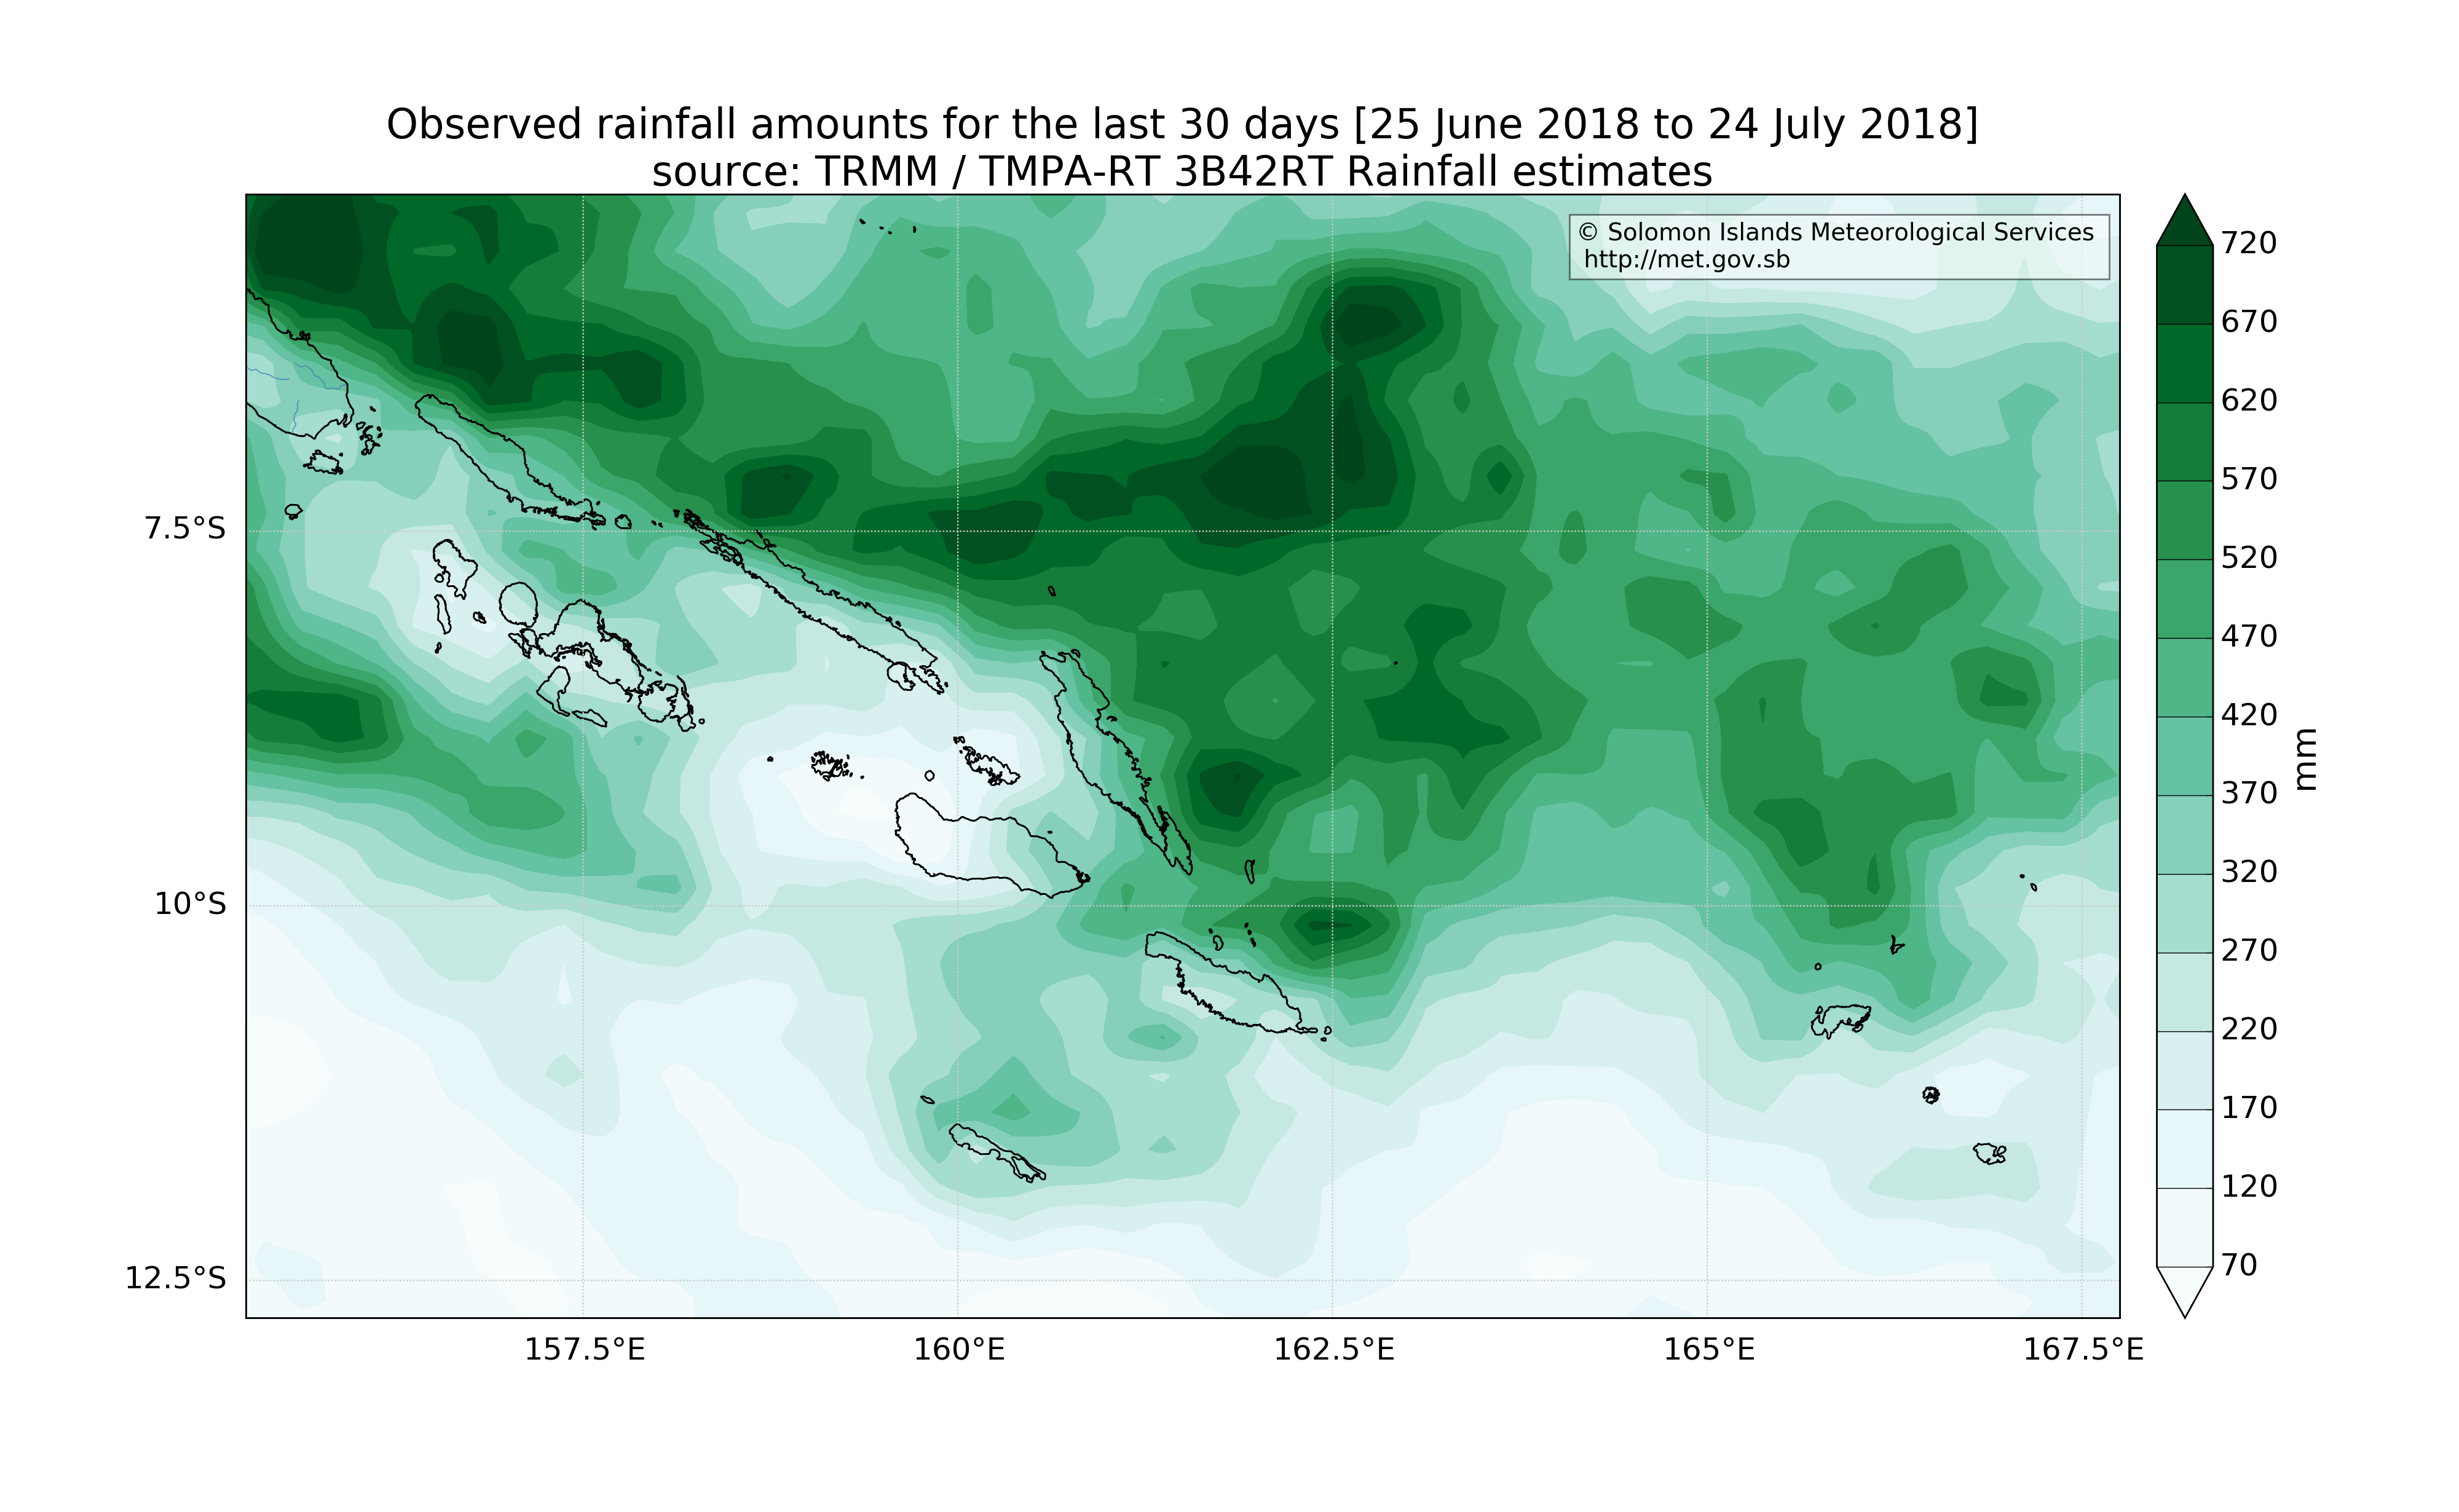 Observed rainfall amounts for the last 30 days [25 June 2018 to 24 July 2018]
source: TRMM / TMPA-RT 3B42RT Rainfall estimates
© Solomon Islands Meteorological Services
http://met.gov.sb
7.5°S
10°S
12.5°S
157.5°E
160°E
162.5°E
165°E
167.5°E
720
670
620
570
520
470
420
370
320
270
220
170
120
70
mm